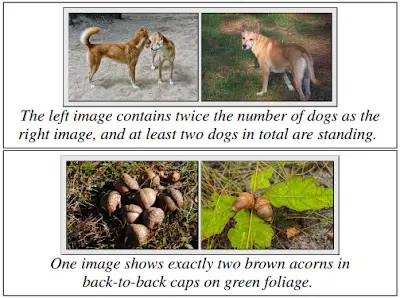 The left image contains twice the number of dogs as the
right image, and at least two dogs in total are standing.
One image shows exactly two brown acorns in
back-to-back caps on green foliage.